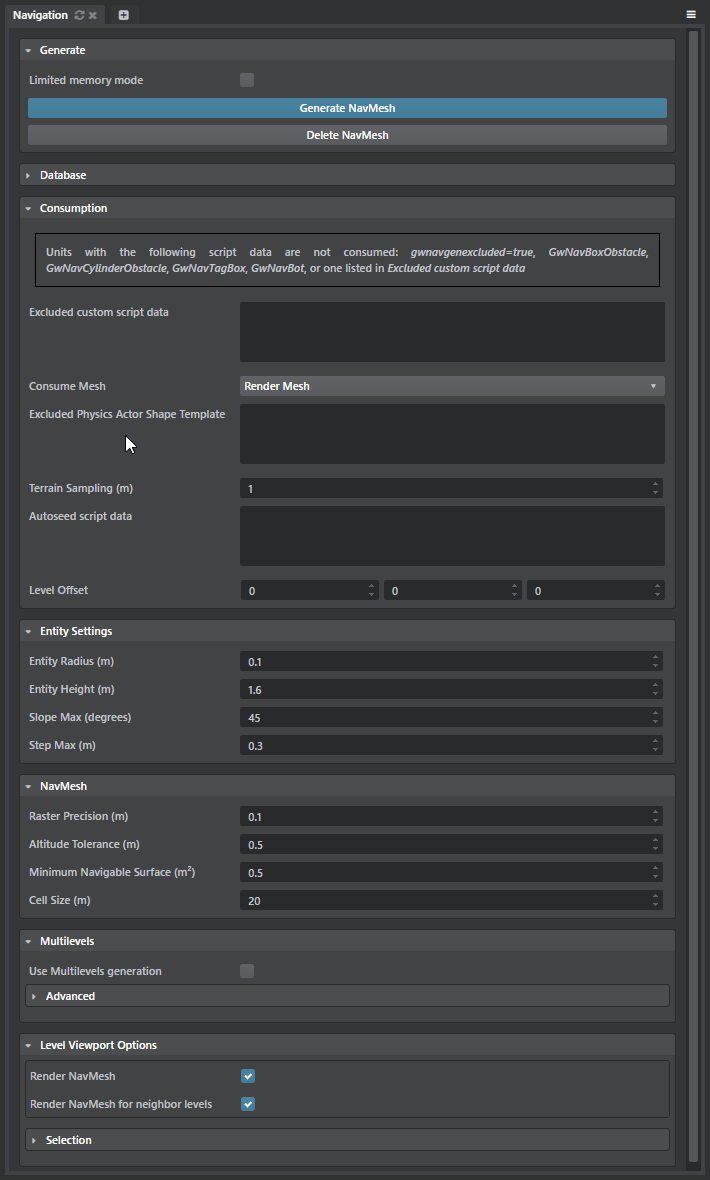 Navigation
Generate
Limited memory mode
Generate NavMesh
Delete NavMesh
Database
Consumption
Units with the following script data are not consumed: gwnavgenexcluded=true, GwNavBoxObstacle,
GwNavCylinderObstacle, GwNavTagBox, GwNavBot, or one listed in Excluded custom script data
Excluded custom script data
Consume Mesh Render Mesh
Excluded Physics Actor Shape Template
Terrain Sampling (m) 1
Autoseed script data
Level Offset 0 0 0
Entity Settings
Entity Radius (m) 0.1
Entity Height (m) 1.6
Slope Max (degrees) 45
Step Max (m) 0.3
NavMesh
Raster Precision (m) 0.1
Altitude Tolerance (m) 0.5
Minimum Navigable Surface (m²) 0.5
Cell Size (m) 20
Multilevels
Use Multilevels generation
Advanced
Level Viewport Options
Render NavMesh
Render NavMesh for neighbor levels
Selection